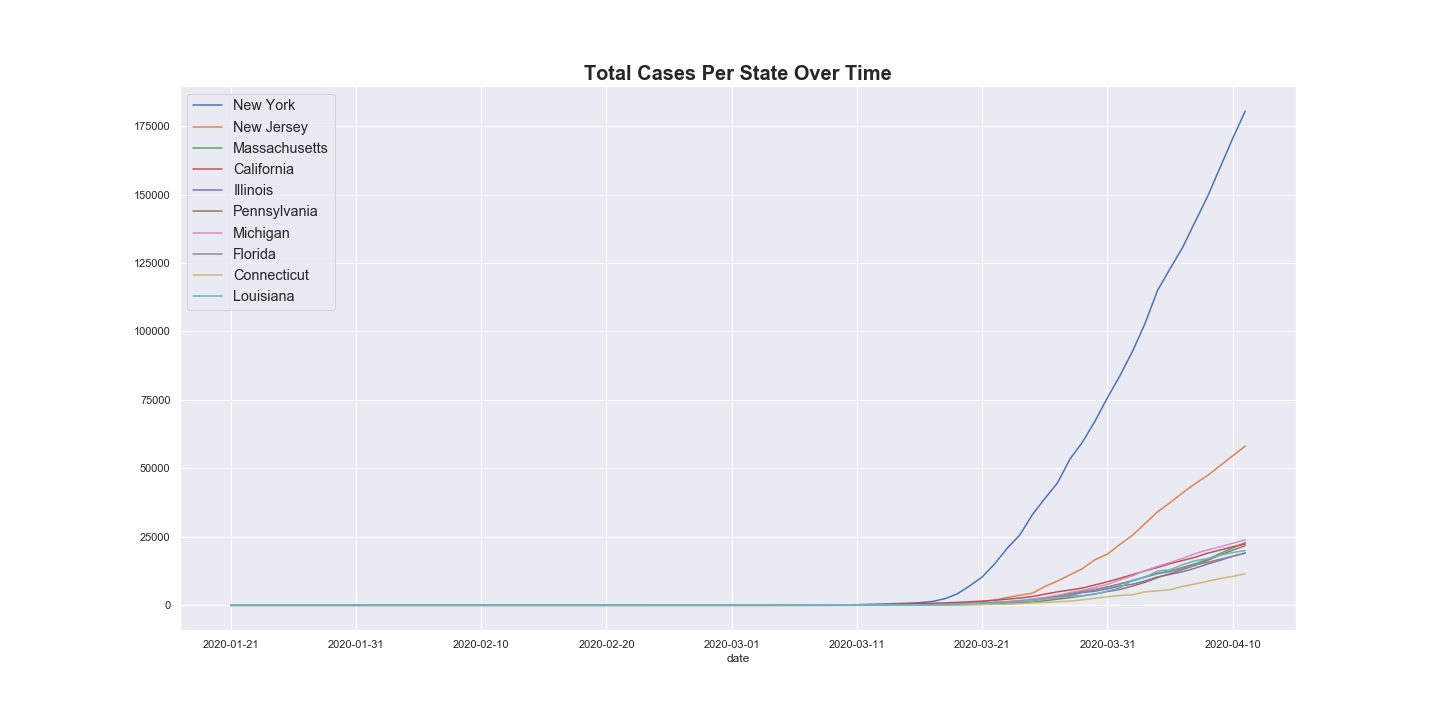 Total Cases Per State Over Time
New York
New Jersey
Massachusetts
California
Illinois
Pennsylvania
Michigan
Florida
Connecticut
Louisiana
175000
150000
125000
100000
75000
50000
25000
0
2020-01-21 2020-01-31 2020-02-10 2020-02-20 2020-03-01 2020-03-11 2020-03-21 2020-03-31 2020-04-10
date